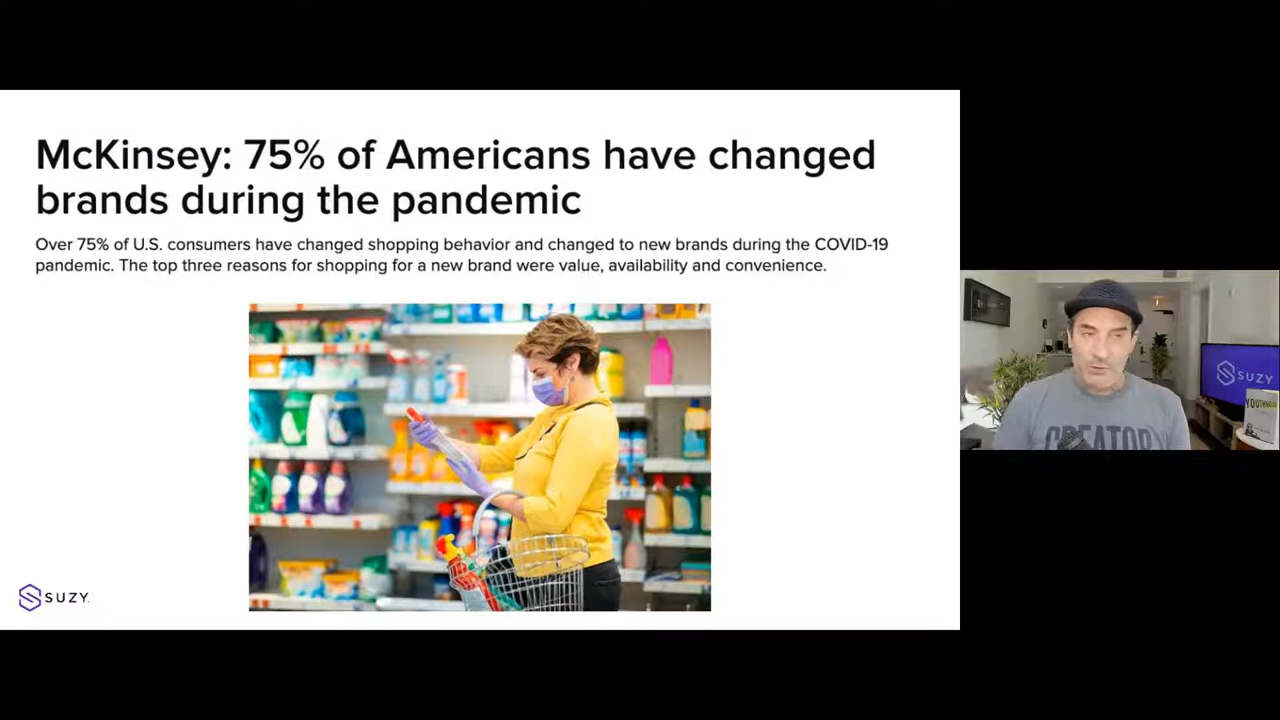 McKinsey: 75% of Americans have changed
brands during the pandemic
Over 75% of U.S. consumers have changed shopping behavior and changed to new brands during the COVID-19
pandemic. The top three reasons for shopping for a new brand were value, availability and convenience.
SUZY
SUZY
CREATOR